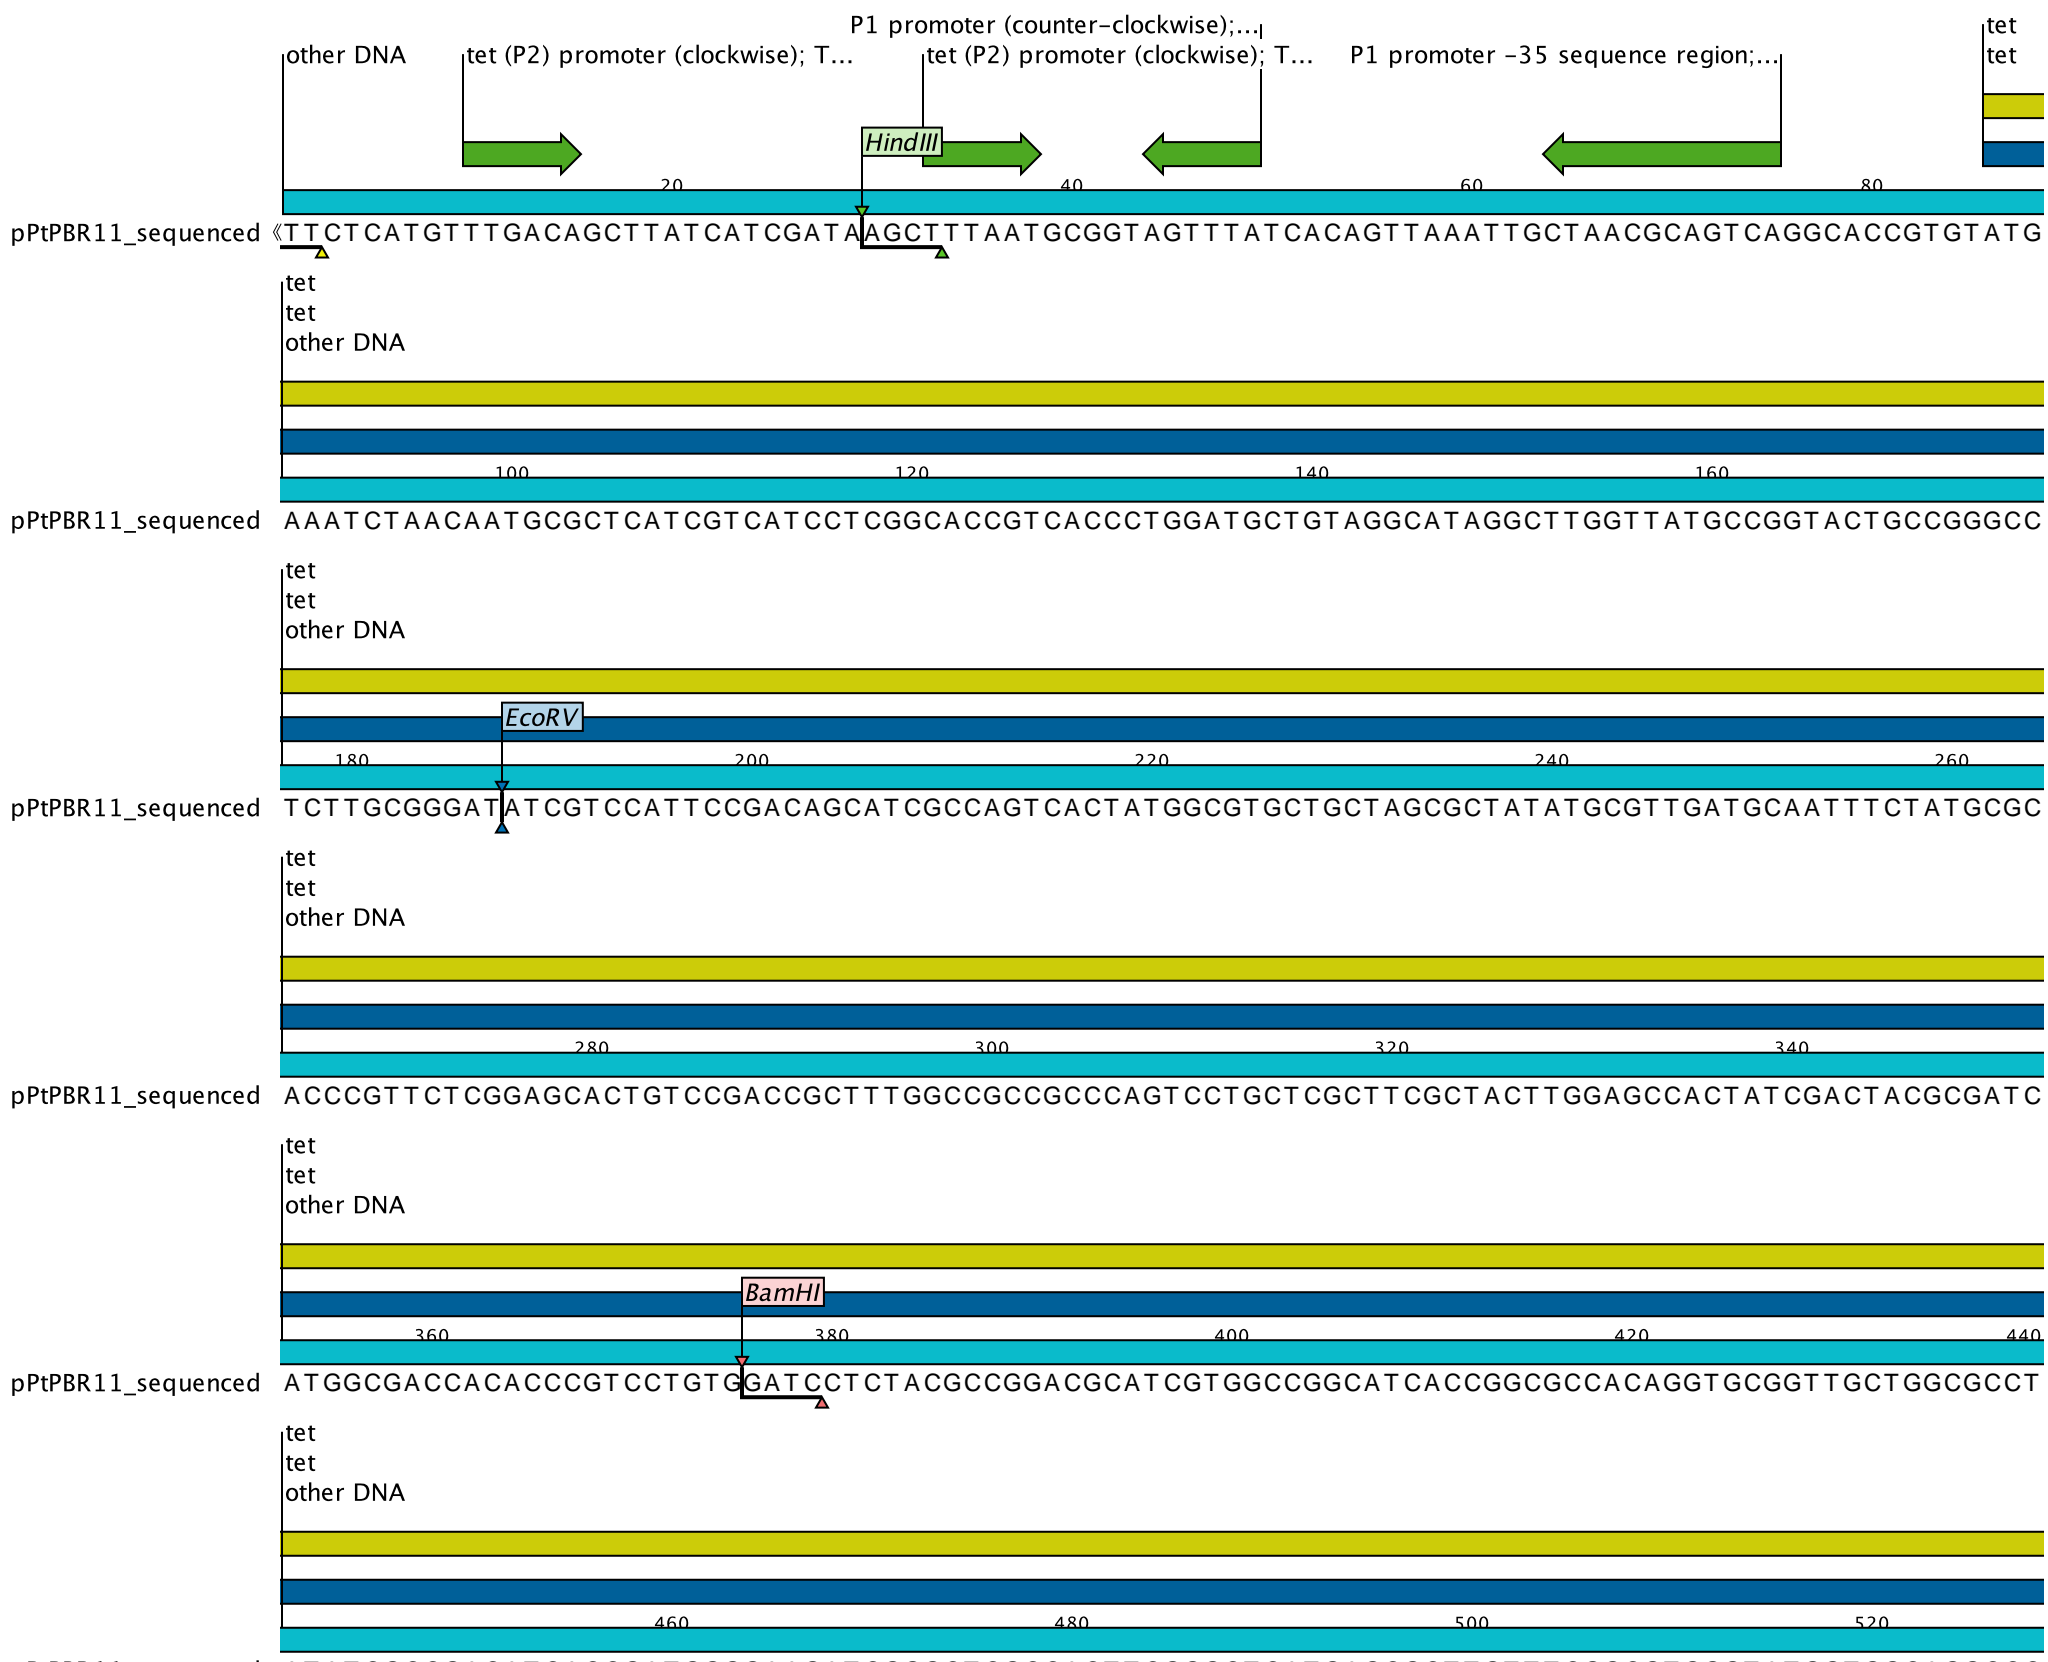 P1 promoter (counter-clockwise);...
tet
other DNA
tet (P2) promoter (clockwise); T...
tet (P2) promoter (clockwise); T...
P1 promoter -35 sequence region;...
tet
HindIII
20 40 60 80
pPtPBR11_sequenced «TTCTCATGTTTGACAGCTTATCATCGATAAGCTTTAATGCGGTAGTTTATCACAGTTAAATTGCTAACGCAGTCAGGCACCGTGTATG
tet
tet
other DNA
100 120 140 160
pPtPBR11_sequenced AAATCTAACAATGCGCTCATCGTCATCCTCGGCACCGTCACCCTGGATGCTGTAGGCATAGGCTTGGTTATGCCGGTACTGCCGGGCC
tet
tet
other DNA
EcoRV
180 200 220 240 260
pPtPBR11_sequenced TCTTGCGGGATATCGTCCATTCCGACAGCATCGCCAGTCACTATGGCGTGCTGCTAGCGCTATATGCGTTGATGCAATTTCTATGCGC
tet
tet
other DNA
280 300 320 340
pPtPBR11_sequenced ACCCGTTCTCGGAGCACTGTCCGACCGCTTTGGCCGCCGCCCAGTCCTGCTCGCTTCGCTACTTGGAGCCACTATCGACTACGCGATC
tet
tet
other DNA
BamHI
360 380 400 420 440
pPtPBR11_sequenced ATGGCGACCACACCCGTCCTGTGGATCCTCTACGCCGGACGCATCGTGGCCGGCATCACCGGCGCCACAGGTGCGGTTGCTGGCGCCT
tet
tet
other DNA
460 480 500 520